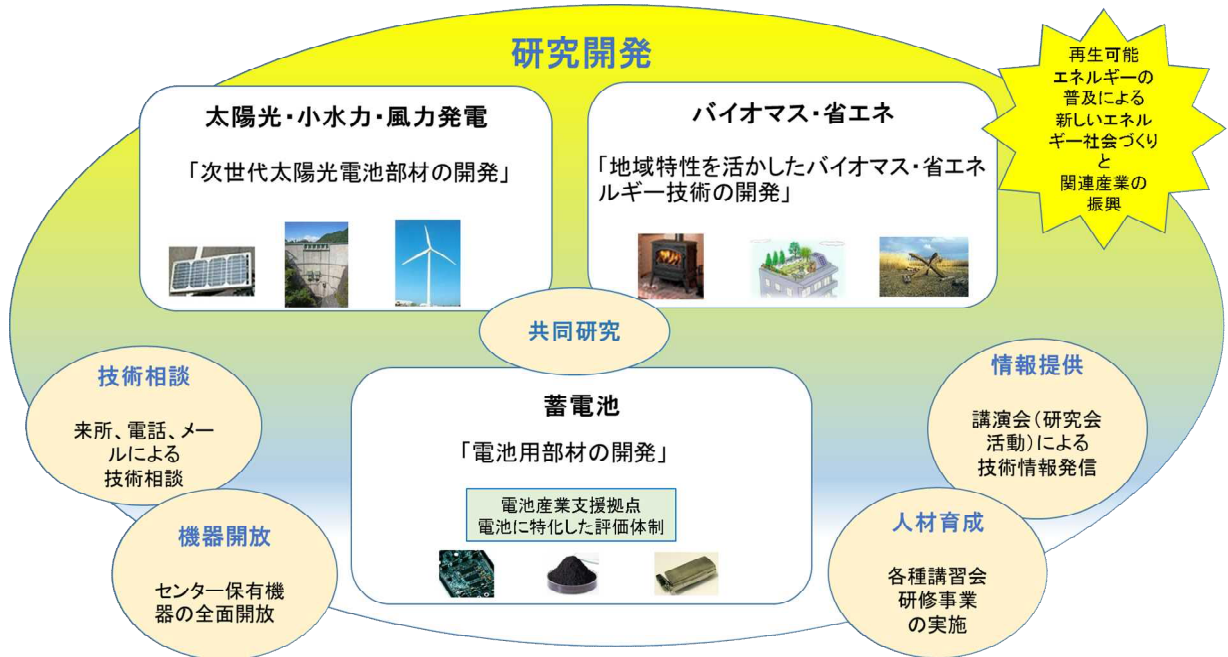 研究開発
再生可能
エネルギーの
普及による
新しいエネル
ギー社会づくり
と
関連産業の
振興
太陽光・小水力・風力発電
「次世代太陽光電池部材の開発」
バイオマス・省エネ
「地域特性を活かしたバイオマス・省エネ
ルギー技術の開発」
共同研究
技術相談
来所、電話、メー
ルによる
技術相談
蓄電池
「電池用部材の開発」
電池産業支援拠点
電池に特化した評価体制
情報提供
講演会（研究会
活動）による
技術情報発信
機器開放
センター保有機
器の全面開放
人材育成
各種講習会
研修事業
の実施